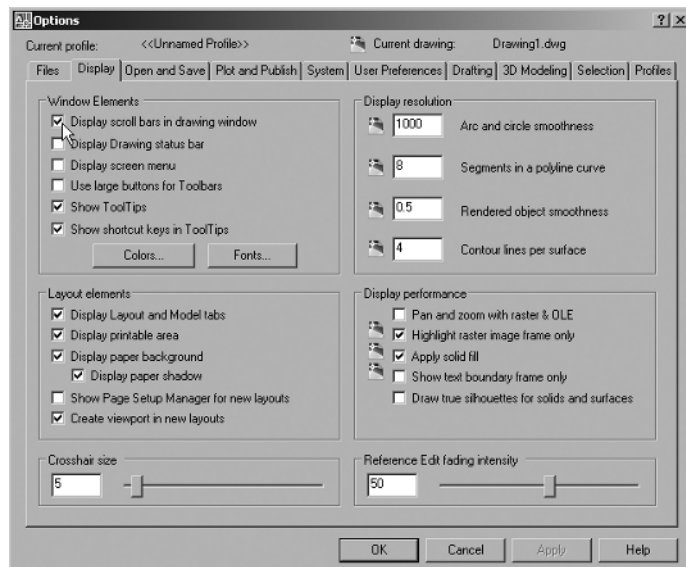 Options
Current profile: <<Unnamed Profile>> Current drawing: Drawing1.dwg
Files Display Open and Save Plot and Publish System User Preferences Drafting 3D Modeling Selection Profiles
Window Elements
Display scroll bars in drawing window
Display Drawing status bar
Display screen menu
Use large buttons for Toolbars
Show ToolTips
Show shortcut keys in ToolTips
Colors... Fonts...
Display resolution
1000 Arc and circle smoothness
8 Segments in a polyline curve
0.5 Rendered object smoothness
4 Contour lines per surface
Layout elements
Display Layout and Model tabs
Display printable area
Display paper background
Display paper shadow
Show Page Setup Manager for new layouts
Create viewport in new layouts
Display performance
Pan and zoom with raster & OLE
Highlight raster image frame only
Apply solid fill
Show text boundary frame only
Draw true silhouettes for solids and surfaces
Crosshair size
5
Reference Edit fading intensity
50
OK Cancel Apply Help